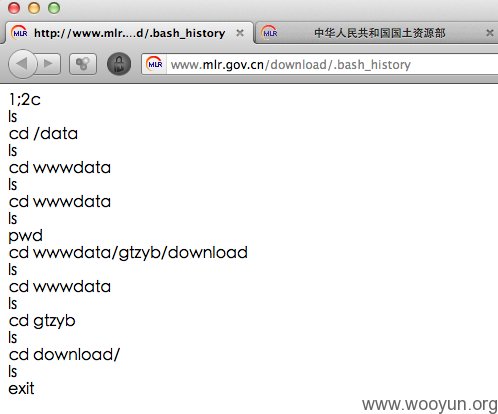 http://www.mlr....d/.bash_history
中华人民共和国国土资源部
MLR www.mlr.gov.cn/download/.bash_history
1;2c
ls
cd /data
ls
cd wwwdata
ls
cd wwwdata
ls
pwd
cd wwwdata/gtzyb/download
ls
cd wwwdata
ls
cd gtzyb
ls
cd download/
ls
exit
www.wooyun.org